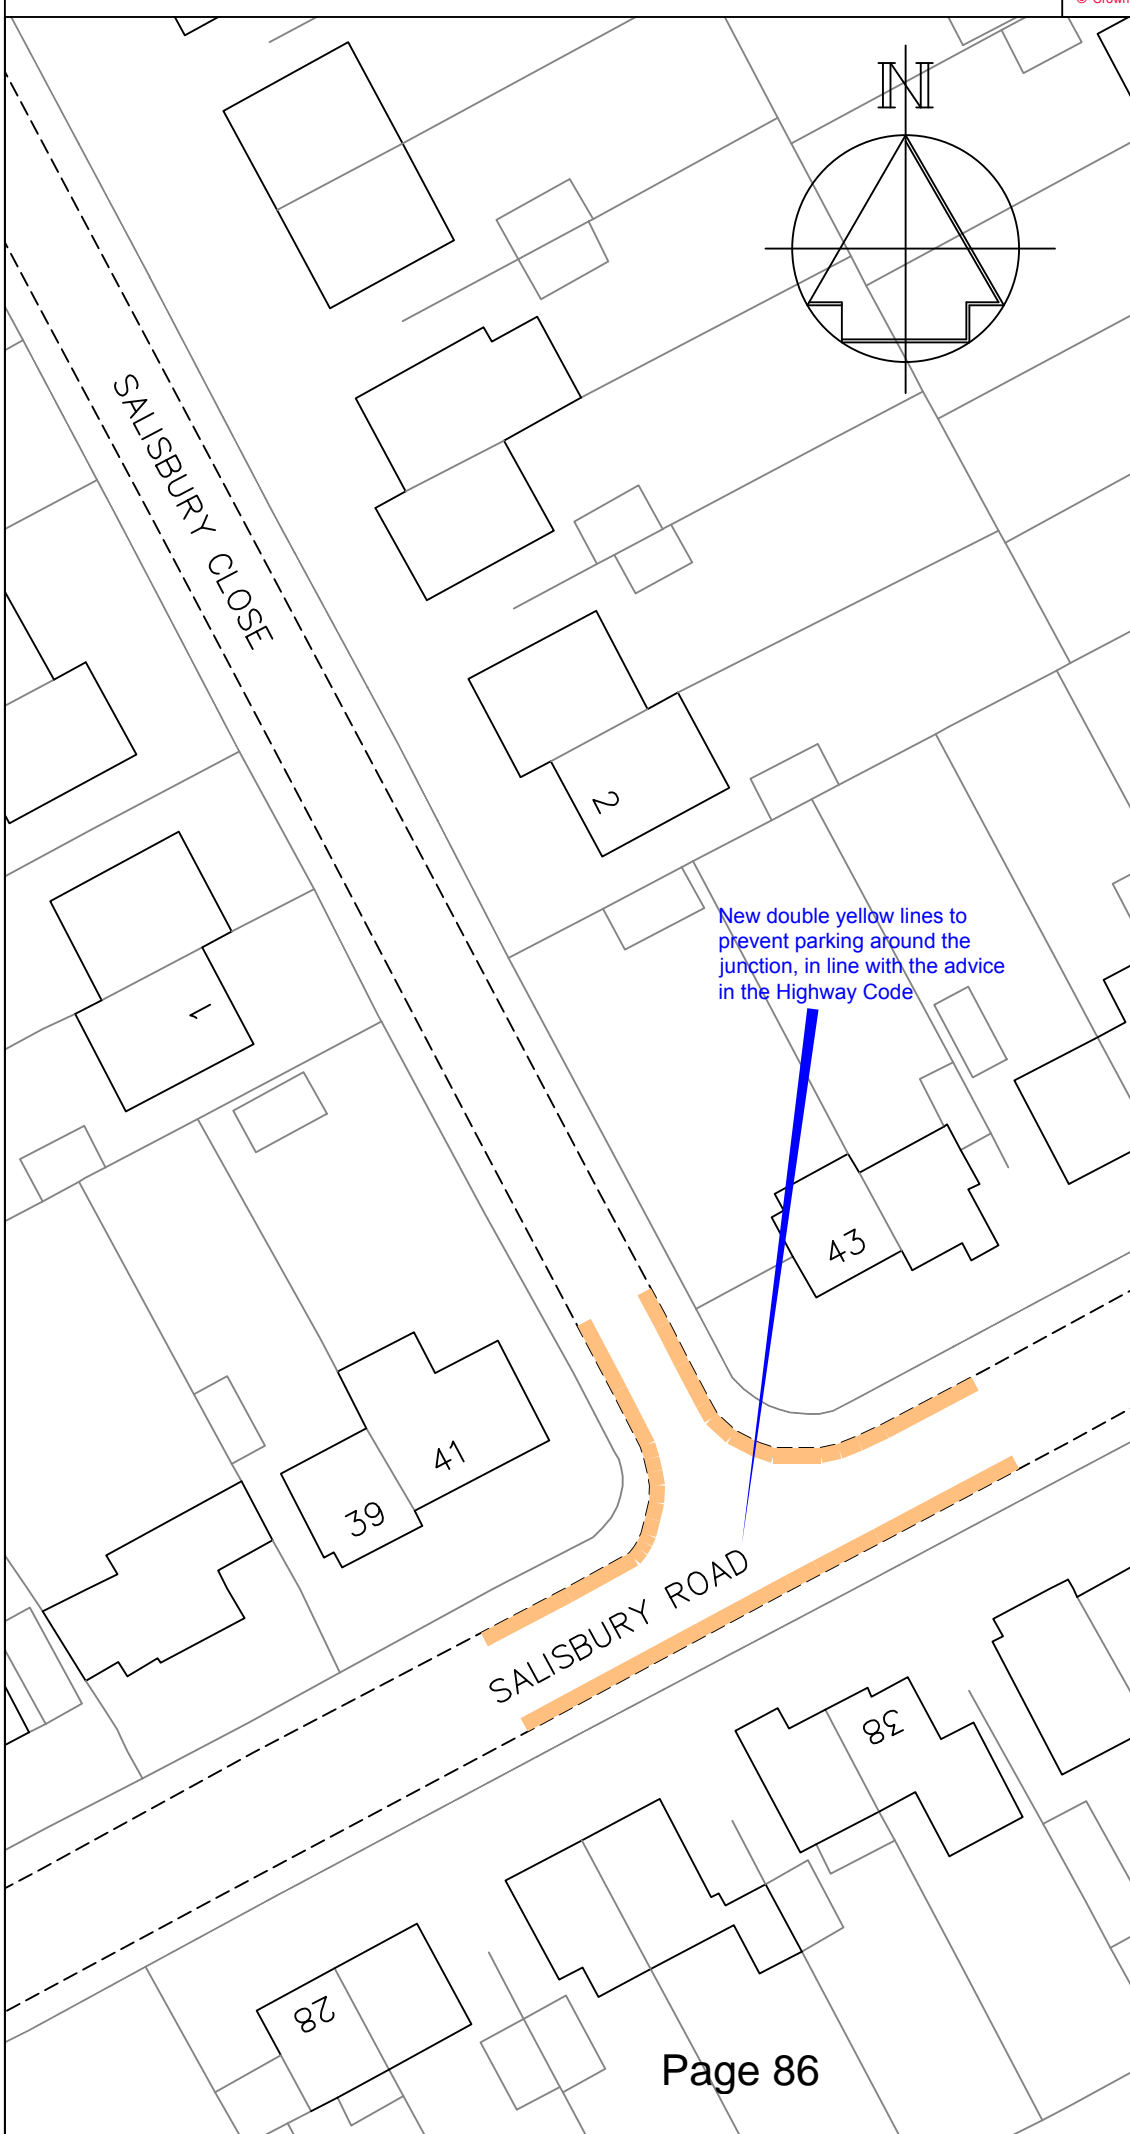 © Crown
N
SALISBURY CLOSE
2
New double yellow lines to
prevent parking around the
junction, in line with the advice
in the Highway Code
1
43
41
39
SALISBURY ROAD
38
28
Page 86